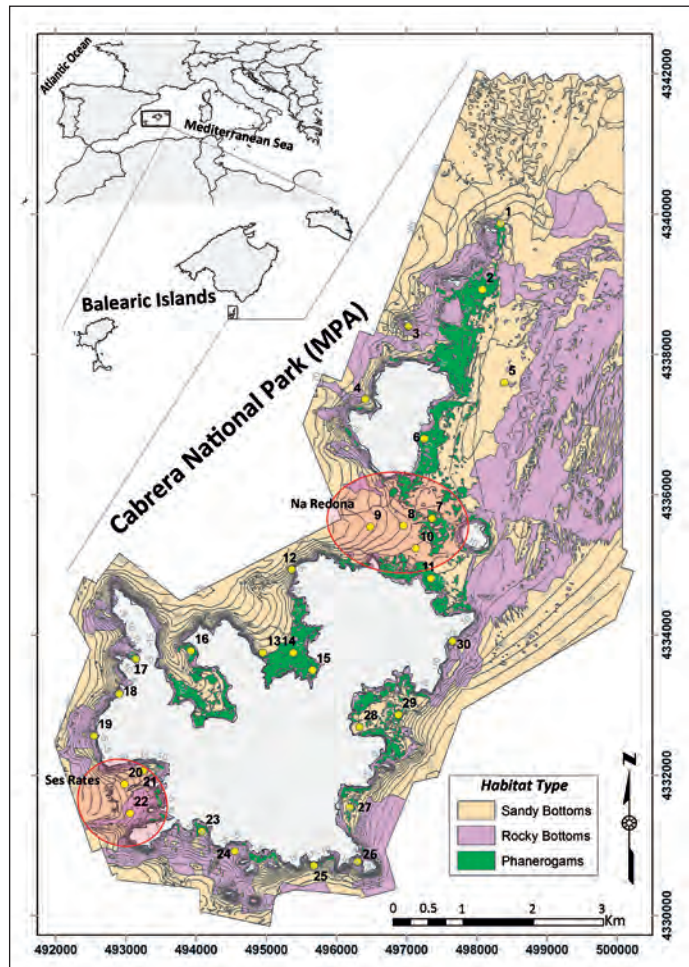 Atlantic Ocean
Mediterranean Sea
Balearic Islands
Cabrera National Park (MPA)
1
2
3
4
5
6
Na Redona
7
8
9
10
11
12
13 14
15
16
17
18
19
Ses Rates
20
21
22
23
24
25
26
27
28
29
30
Z
Habitat Type
Sandy Bottoms
Rocky Bottoms
Phanerogams
0 0.5 1 2 3
Km
4342000
4340000
4338000
4336000
4334000
4332000
4330000
492000 493000 494000 495000 496000 497000 498000 499000 500000